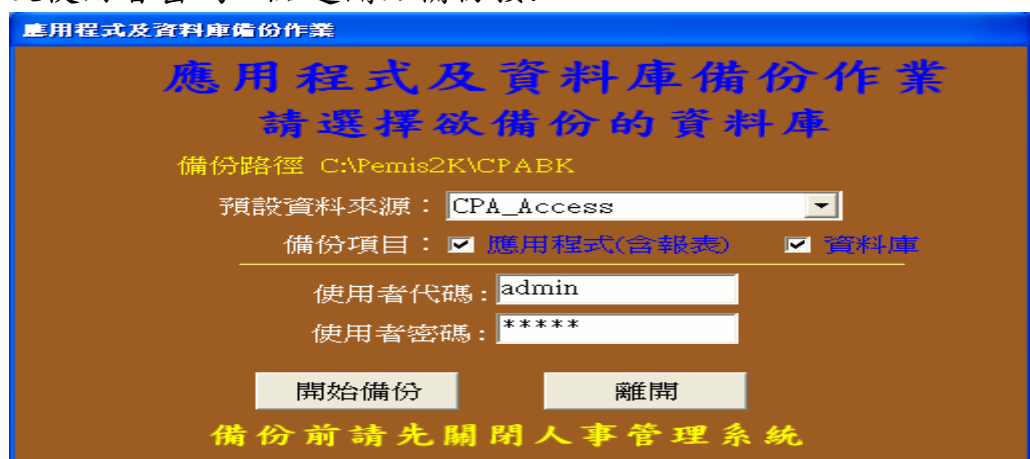 應用程式及資料庫備份作業
應用程式及資料庫備份作業
請選擇欲備份的資料庫
備份路徑 C:\Pemis2K\CPABK
預設資料來源： CPA_Access
備份項目： 應用程式(含報表) 資料庫
使用者代碼： admin
使用者密碼： *****
開始備份 離開
備份前請先關閉人事管理系統